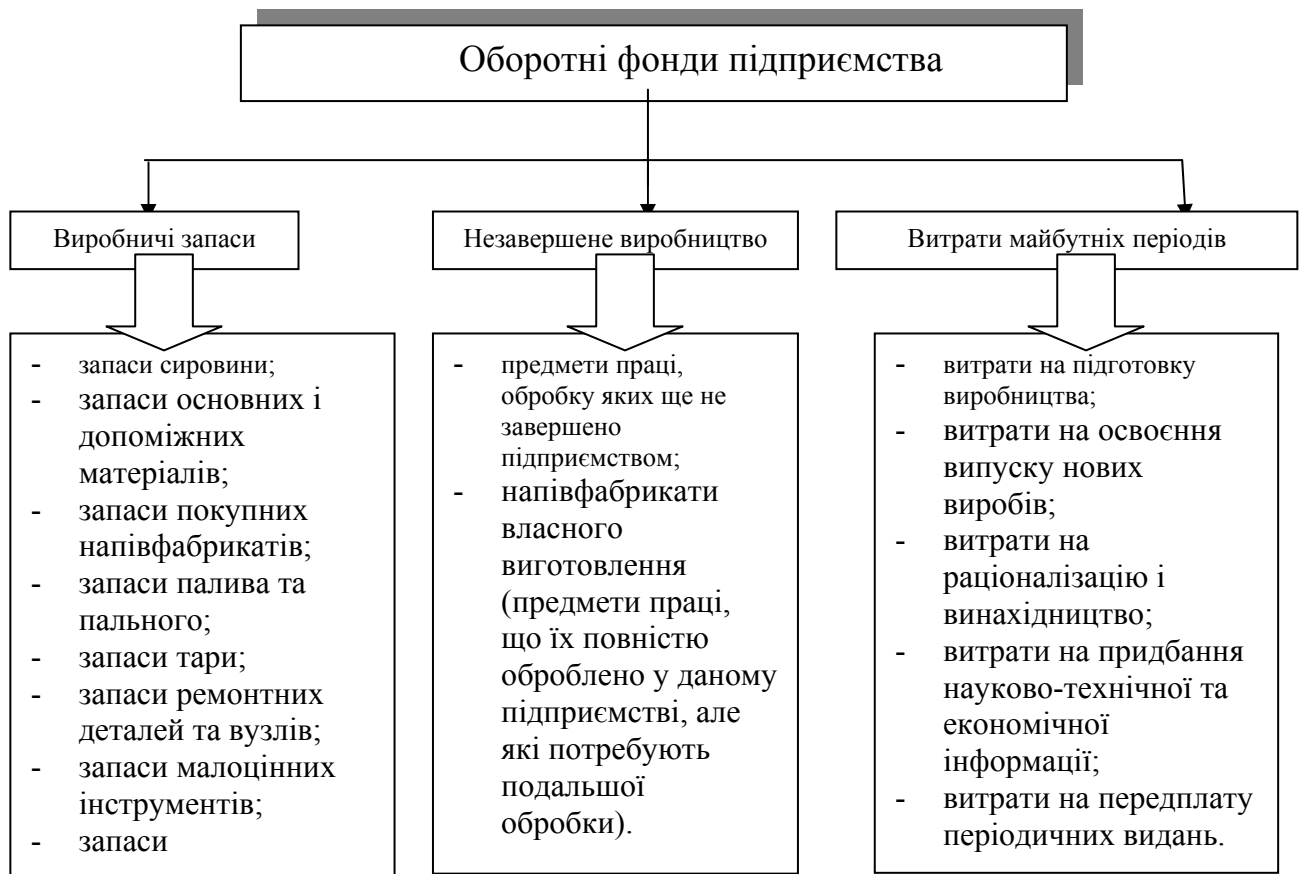 Оборотні фонди підприємства
Виробничі запаси
Незавершене виробництво
Витрати майбутніх періодів
- запаси сировини;
- запаси основних і
допоміжних
матеріалів;
- запаси покупних
напівфабрикатів;
- запаси палива та
пального;
- запаси тари;
- запаси ремонтних
деталей та вузлів;
- запаси малоцінних
інструментів;
- запаси
- предмети праці,
обробку яких ще не
завершено
підприємством;
- напівфабрикати
власного
виготовлення
(предмети праці,
що їх повністю
оброблено у даному
підприємстві, але
які потребують
подальшої
обробки).
- витрати на підготовку
виробництва;
- витрати на освоєння
випуску нових
виробів;
- витрати на
раціоналізацію і
винахідництво;
- витрати на придбання
науково-технічної та
економічної
інформації;
- витрати на передплату
періодичних видань.